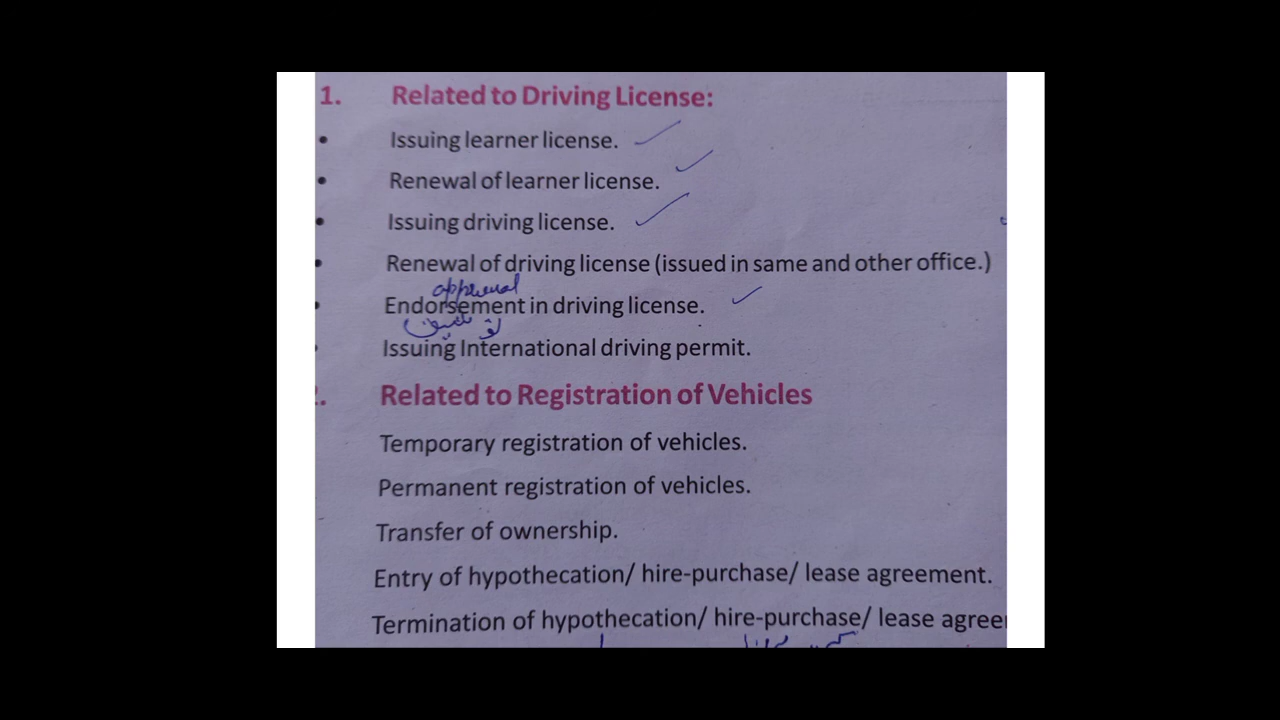 1. Related to Driving License:
• Issuing learner license.
• Renewal of learner license.
• Issuing driving license.
• Renewal of driving license (issued in same and other office.)
approval
• Endorsement in driving license.
Issuing International driving permit.
. Related to Registration of Vehicles
Temporary registration of vehicles.
Permanent registration of vehicles.
Transfer of ownership.
Entry of hypothecation/ hire-purchase/ lease agreement.
Termination of hypothecation/ hire-purchase/ lease agree